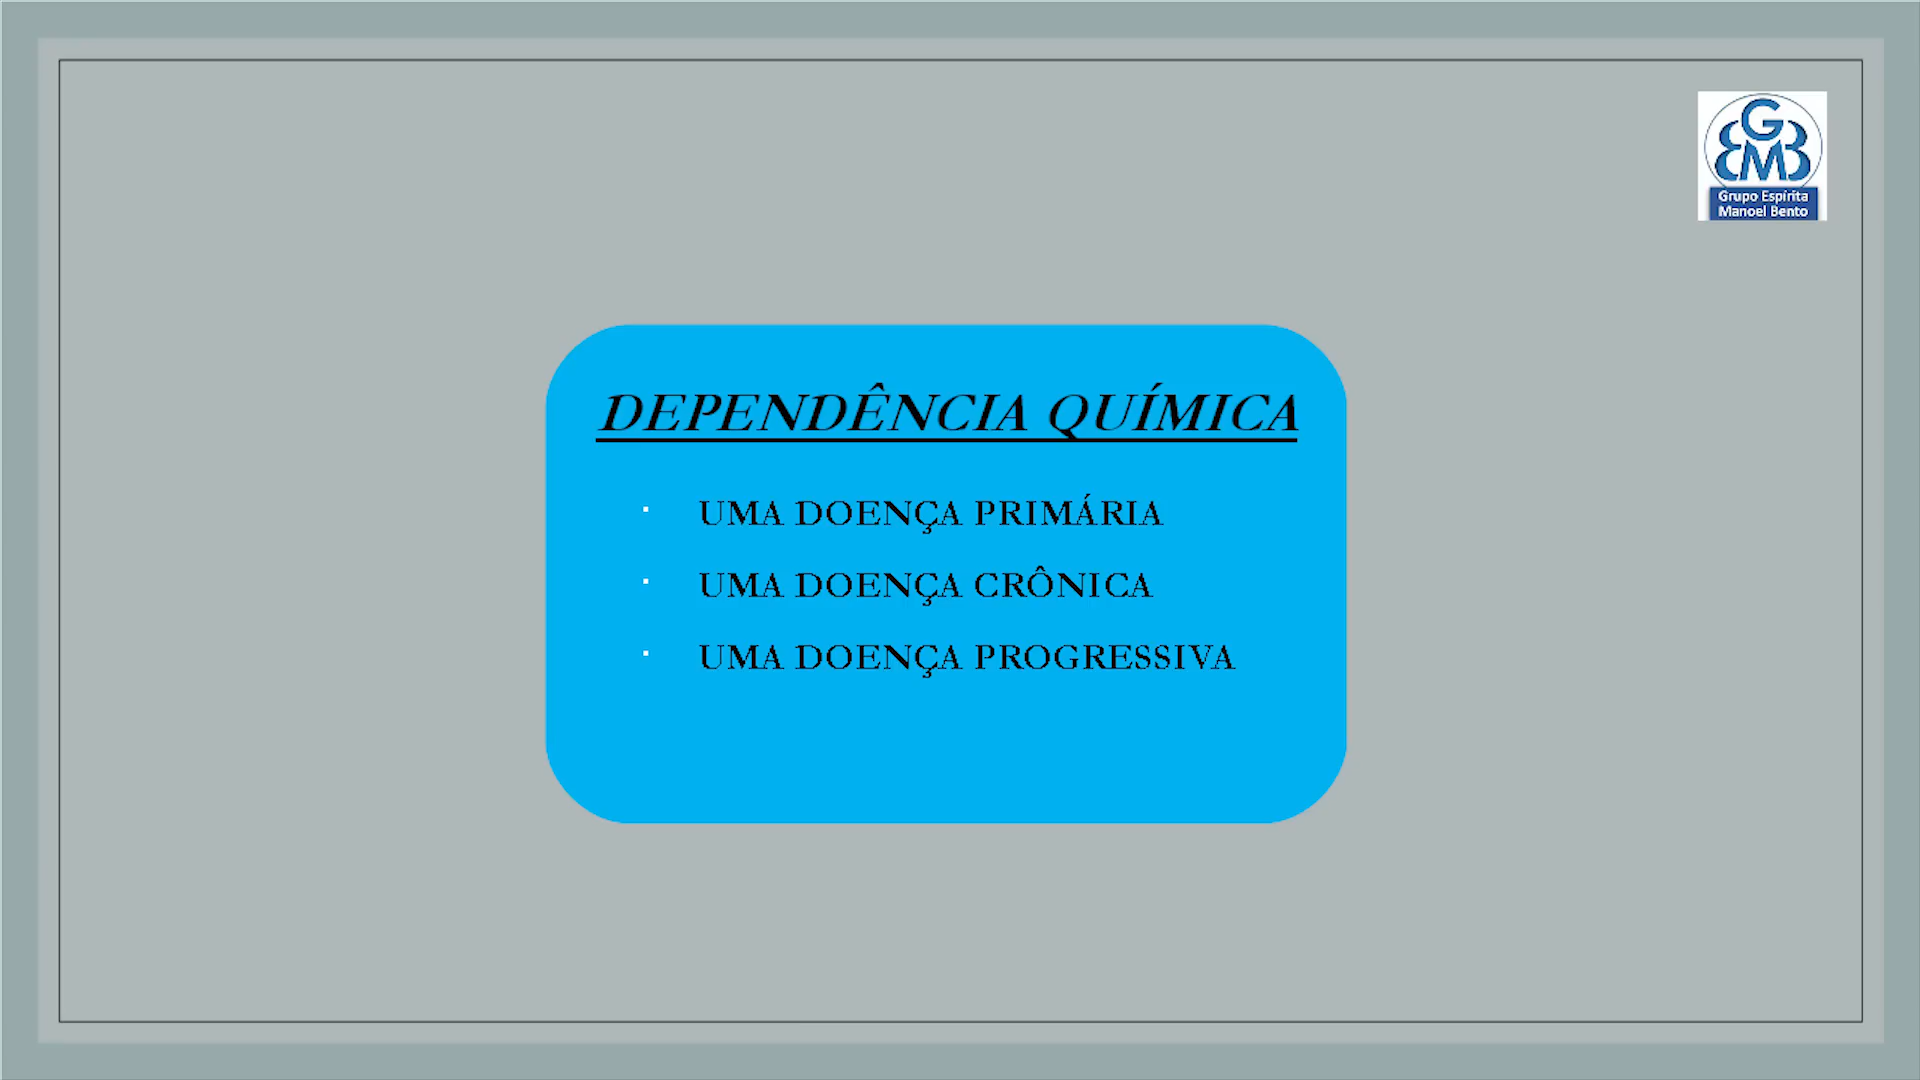 GEMB
Grupo Espírita
Manoel Bento
DEPENDÊNCIA QUÍMICA
UMA DOENÇA PRIMÁRIA
UMA DOENÇA CRÔNICA
UMA DOENÇA PROGRESSIVA